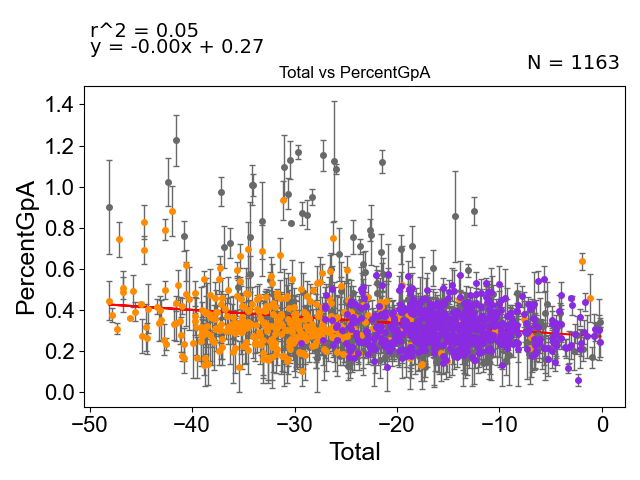 r^2 = 0.05
y = -0.00x + 0.27
N = 1163
Total vs PercentGpA
PercentGpA
1.4
1.2
1.0
0.8
0.6
0.4
0.2
0.0
−50 −40 −30 −20 −10 0
Total